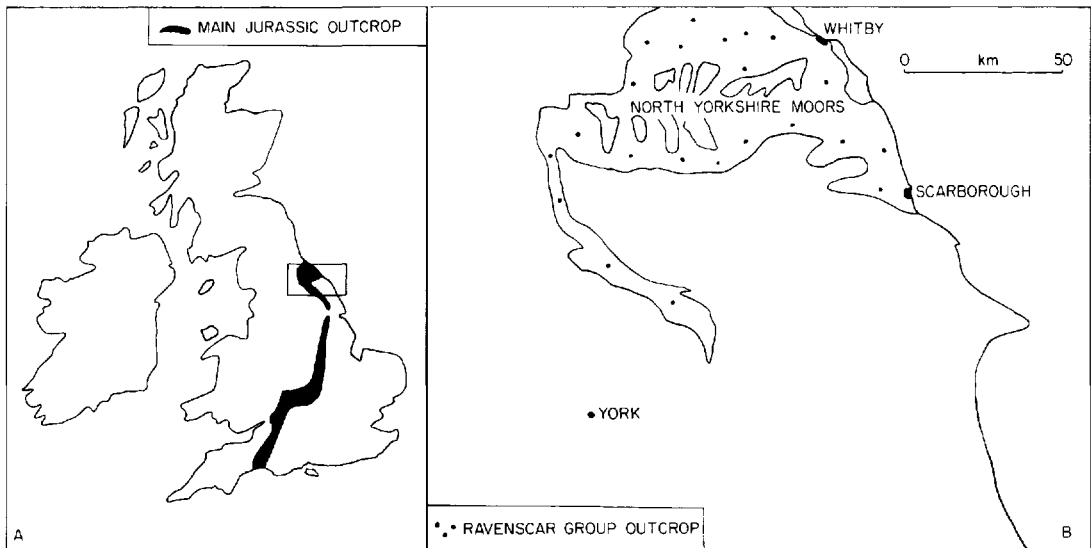 MAIN JURASSIC OUTCROP
A
WHITBY
0 km 50
NORTH YORKSHIRE MOORS
SCARBOROUGH
YORK
RAVENSCAR GROUP OUTCROP
B